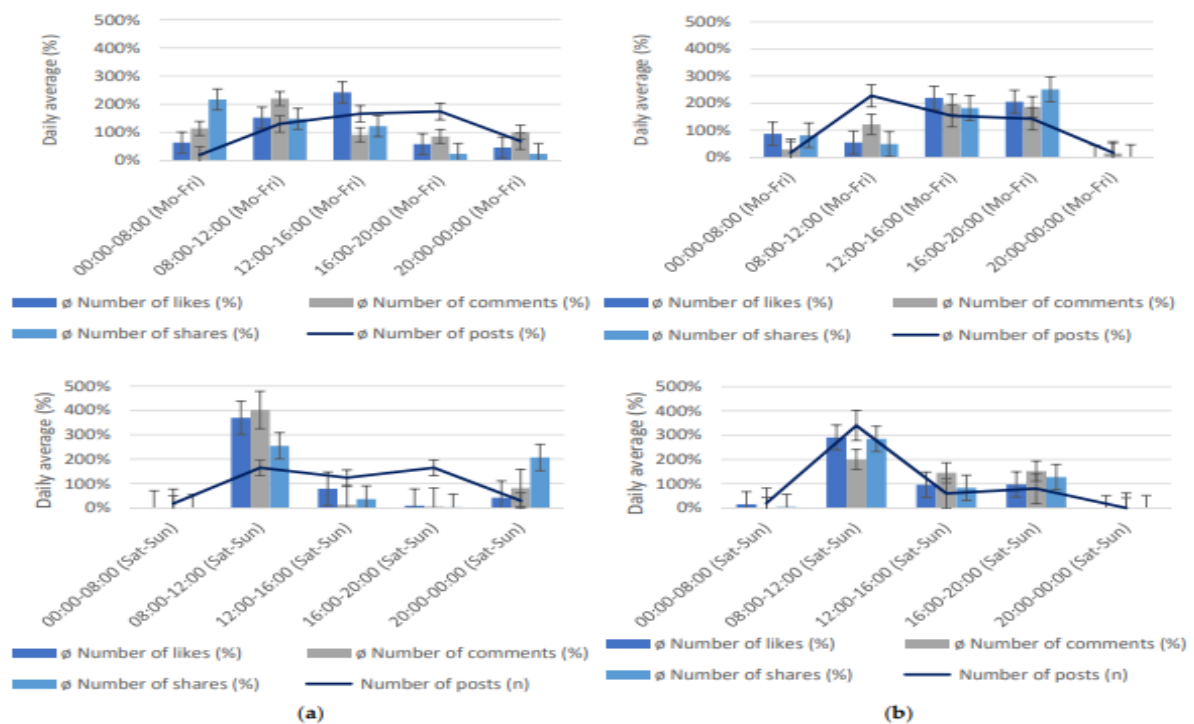 500%
400%
300%
200%
100%
0%
Daily average (%)
00:00-08:00 (Mo-Fri)
08:00-12:00 (Mo-Fri)
12:00-16:00 (Mo-Fri)
16:00-20:00 (Mo-Fri)
20:00-00:00 (Mo-Fri)
ø Number of likes (%)
ø Number of comments (%)
ø Number of shares (%)
ø Number of posts (%)
500%
400%
300%
200%
100%
0%
Daily average (%)
00:00-08:00 (Mo-Fri)
08:00-12:00 (Mo-Fri)
12:00-16:00 (Mo-Fri)
16:00-20:00 (Mo-Fri)
20:00-00:00 (Mo-Fri)
ø Number of likes (%)
ø Number of comments (%)
ø Number of shares (%)
ø Number of posts (%)
500%
400%
300%
200%
100%
0%
Daily average (%)
00:00-08:00 (Sat-Sun)
08:00-12:00 (Sat-Sun)
12:00-16:00 (Sat-Sun)
16:00-20:00 (Sat-Sun)
20:00-00:00 (Sat-Sun)
ø Number of likes (%)
ø Number of comments (%)
ø Number of shares (%)
Number of posts (n)
(a)
500%
400%
300%
200%
100%
0%
Daily average (%)
00:00-08:00 (Sat-Sun)
08:00-12:00 (Sat-Sun)
12:00-16:00 (Sat-Sun)
16:00-20:00 (Sat-Sun)
20:00-00:00 (Sat-Sun)
ø Number of likes (%)
ø Number of comments (%)
ø Number of shares (%)
Number of posts (n)
(b)